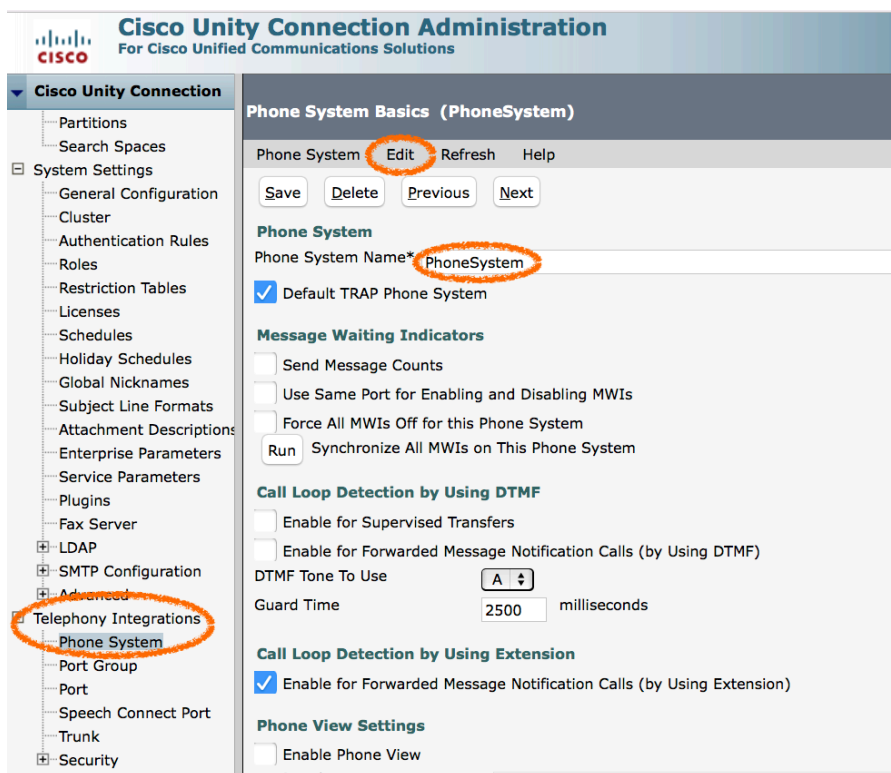 Cisco Unity Connection Administration
For Cisco Unified Communications Solutions
CISCO
Cisco Unity Connection
Partitions
Search Spaces
System Settings
General Configuration
Cluster
Authentication Rules
Roles
Restriction Tables
Licenses
Schedules
Holiday Schedules
Global Nicknames
Subject Line Formats
Attachment Descriptions
Enterprise Parameters
Service Parameters
Plugins
Fax Server
LDAP
SMTP Configuration
Advanced
Telephony Integrations
Phone System
Port Group
Port
Speech Connect Port
Trunk
Security
Phone System Basics (PhoneSystem)
Phone System Edit Refresh Help
Save Delete Previous Next
Phone System
Phone System Name* PhoneSystem
Default TRAP Phone System
Message Waiting Indicators
Send Message Counts
Use Same Port for Enabling and Disabling MWIs
Force All MWIs Off for this Phone System
Run Synchronize All MWIs on This Phone System
Call Loop Detection by Using DTMF
Enable for Supervised Transfers
Enable for Forwarded Message Notification Calls (by Using DTMF)
DTMF Tone To Use A
Guard Time 2500 milliseconds
Call Loop Detection by Using Extension
Enable for Forwarded Message Notification Calls (by Using Extension)
Phone View Settings
Enable Phone View